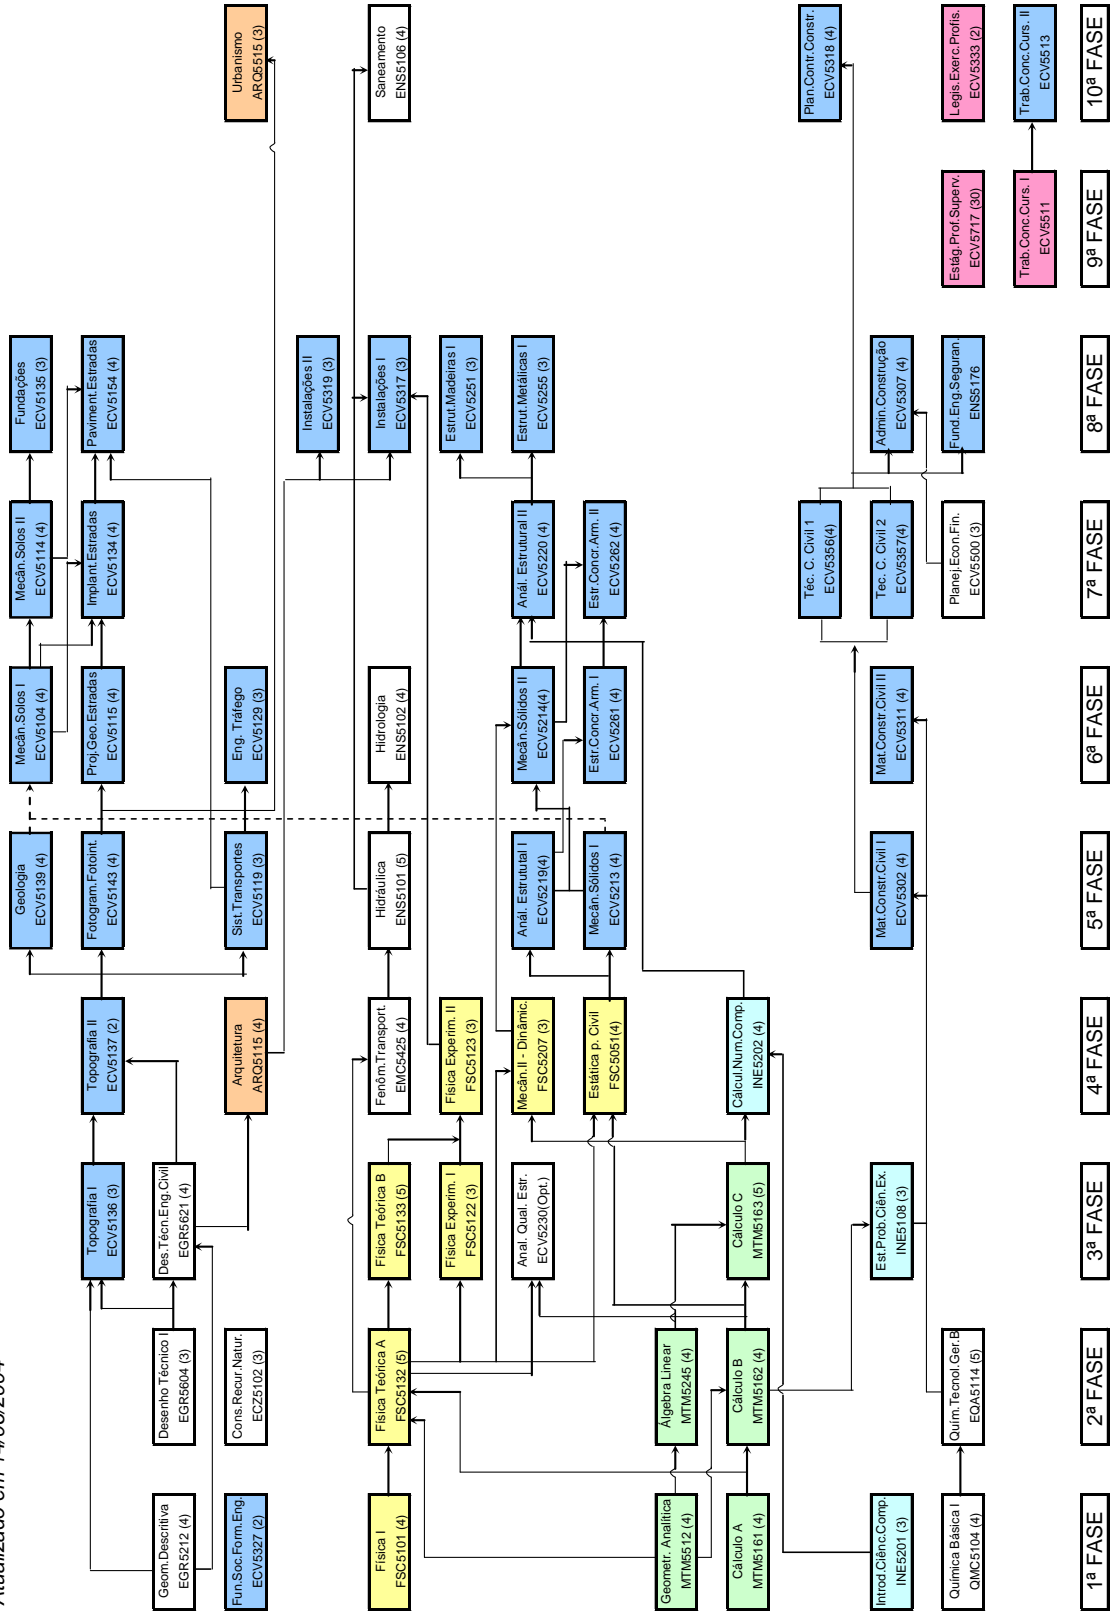 Geom.Descritiva
EGR5212 (4)
Fun.Soc.Form.Eng.
ECV5327 (2)
Física I
FSC5101 (4)
Geometr. Analítica
MTM5512 (4)
Cálculo A
MTM5161 (4)
Introd.Ciênc.Comp.
INE5201 (3)
Química Básica I
QMC5104 (4)
1ª FASE
Desenho Técnico I
EGR5604 (3)
Cons.Recur.Natur.
ECZ5102 (3)
Física Teórica A
FSC5132 (5)
Álgebra Linear
MTM5245 (4)
Cálculo B
MTM5162 (4)
Quím.Tecnol.Ger.B
EQA5114 (5)
2ª FASE
Topografia I
ECV5136 (3)
Des.Técn.Eng.Civil
EGR5621 (4)
Física Teórica B
FSC5133 (5)
Física Experim. I
FSC5122 (3)
Anal. Qual. Estr.
ECV5230(Opt.)
Cálculo C
MTM5163 (5)
Est.Prob.Ciên.Ex.
INE5108 (3)
3ª FASE
Topografia II
ECV5137 (2)
Arquitetura
ARQ5115 (4)
Fenôm.Transport.
EMC5425 (4)
Física Experim. II
FSC5123 (3)
Mecân.II - Dinâmic.
FSC5207 (3)
Estática p. Civil
FSC5051(4)
Cálcul.Num.Comp.
INE5202 (4)
4ª FASE
Geologia
ECV5139 (4)
Fotogram.Fotoint.
ECV5143 (4)
Sist.Transportes
ECV5119 (3)
Hidráulica
ENS5101 (5)
Anál. Estrututal I
ECV5219(4)
Mecân.Sólidos I
ECV5213 (4)
Mat.Constr.Civil I
ECV5302 (4)
5ª FASE
Mecân.Solos I
ECV5104 (4)
Proj.Geo.Estradas
ECV5115 (4)
Eng. Tráfego
ECV5129 (3)
Hidrologia
ENS5102 (4)
Mecân.Sólidos II
ECV5214(4)
Estr.Concr.Arm. I
ECV5261 (4)
Mat.Constr.Civil II
ECV5311 (4)
6ª FASE
Mecân.Solos II
ECV5114 (4)
Implant.Estradas
ECV5134 (4)
Anál. Estrutural II
ECV5220 (4)
Estr.Concr.Arm. II
ECV5262 (4)
Téc. C. Civil 1
ECV5356(4)
Tec. C. Civil 2
ECV5357(4)
Planej.Econ.Fin.
ECV5500 (3)
7ª FASE
Fundações
ECV5135 (3)
Paviment.Estradas
ECV5154 (4)
Instalações II
ECV5319 (3)
Instalações I
ECV5317 (3)
Estrut.Madeiras I
ECV5251 (3)
Estrut.Metálicas I
ECV5255 (3)
Admin.Construção
ECV5307 (4)
Fund.Eng.Seguran.
ENS5176
8ª FASE
Estág.Prof.Superv.
ECV5717 (30)
Trab.Conc.Curs. I
ECV5511
9ª FASE
Urbanismo
ARQ5515 (3)
Saneamento
ENS5106 (4)
Plan.Contr.Constr.
ECV5318 (4)
Legis.Exerc.Profis.
ECV5333 (2)
Trab.Conc.Curs. II
ECV5513
10ª FASE